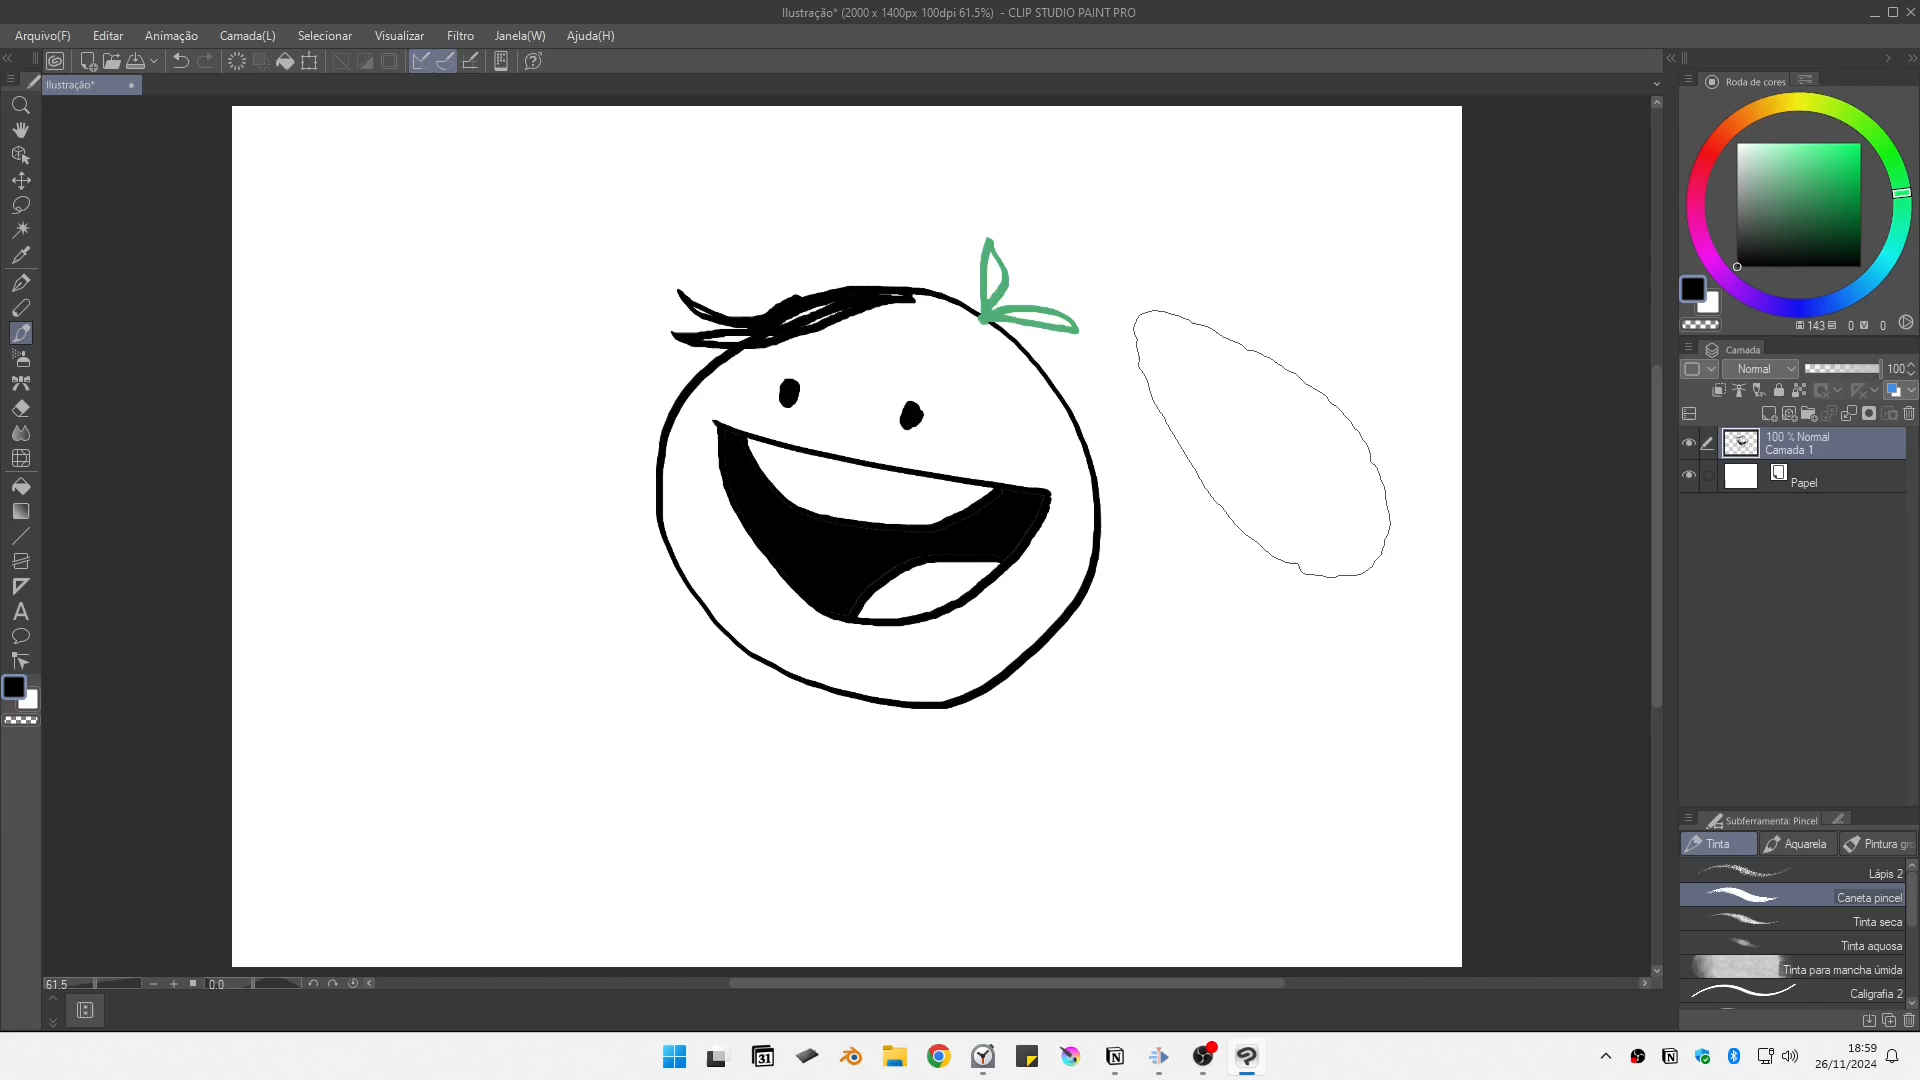 Ilustração* (2000 x 1400px 100dpi 61.5%) - CLIP STUDIO PAINT PRO
Arquivo(F) Editar Animação Camada(L) Selecionar Visualizar Filtro Janela(W) Ajuda(H)
Ilustração*
Roda de cores
143 0 V 0
Camada
Normal 100
100 % Normal
Camada 1
Papel
Subferramenta: Pincel
Tinta Aquarela Pintura
Lápis 2
Caneta pincel
Tinta seca
Tinta aquosa
Tinta para mancha úmida
Caligrafia 2
61.5 0.0
31
18:59
26/11/2024